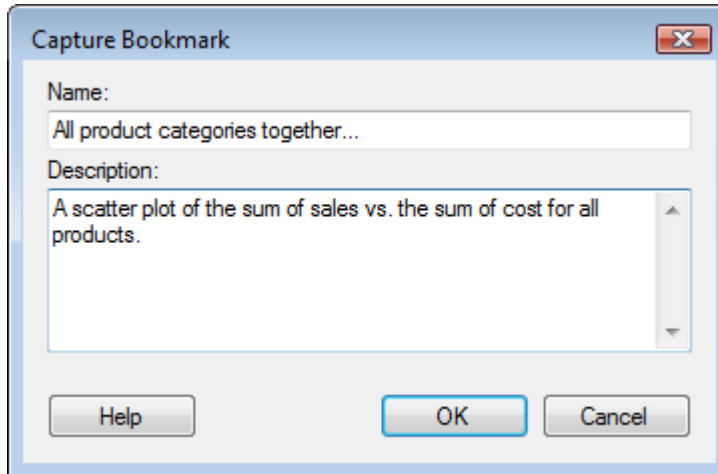 Capture Bookmark
Name:
All product categories together...
Description:
A scatter plot of the sum of sales vs. the sum of cost for all
products.
Help
OK
Cancel